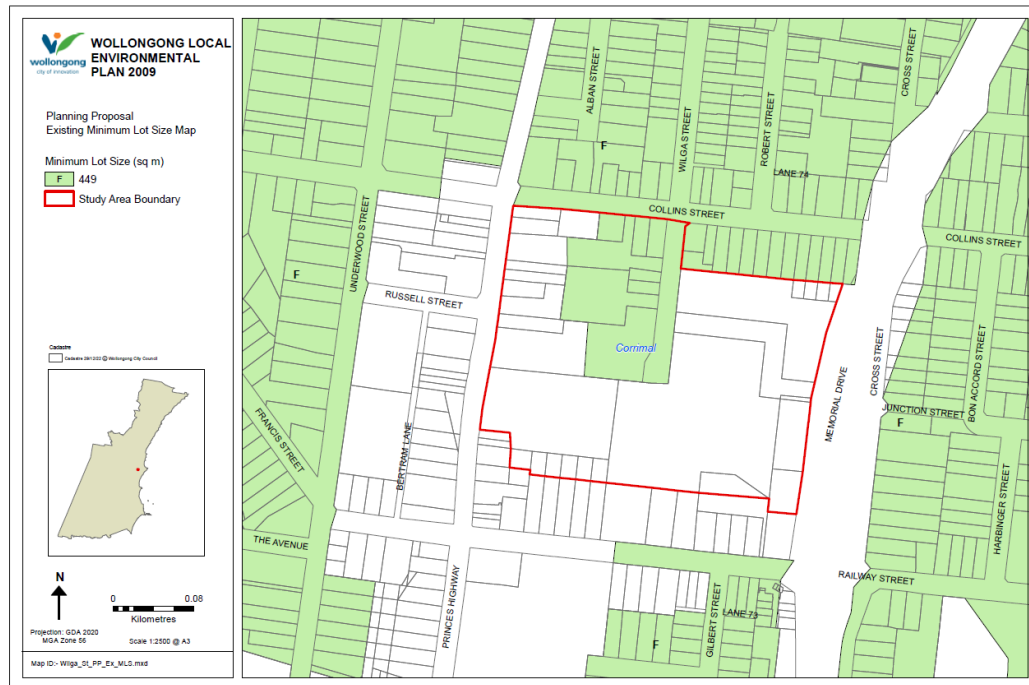 WOLLONGONG LOCAL
ENVIRONMENTAL
PLAN 2009
wollongong
city of innovation
Planning Proposal
Existing Minimum Lot Size Map
Minimum Lot Size (sq m)
F 449
Study Area Boundary
Cadastre
N
0 0.08
Kilometres
Projection: GDA 2020
MGA Zone 56
Scale 1:2500 @ A3
Map ID:- Wilga_St_PP_Ex_MLS.mxd
ALBAN STREET
WILGA STREET
ROBERT STREET
CROSS STREET
F
LANE 74
COLLINS STREET
COLLINS STREET
UNDERWOOD STREET
F
RUSSELL STREET
Corrimal
MEMORIAL DRIVE
CROSS STREET
BON ACCORD STREET
JUNCTION STREET
F
FRANCIS STREET
BERTRAM LANE
HARBINGER STREET
THE AVENUE
PRINCES HIGHWAY
RAILWAY STREET
GILBERT STREET
LANE 73
F